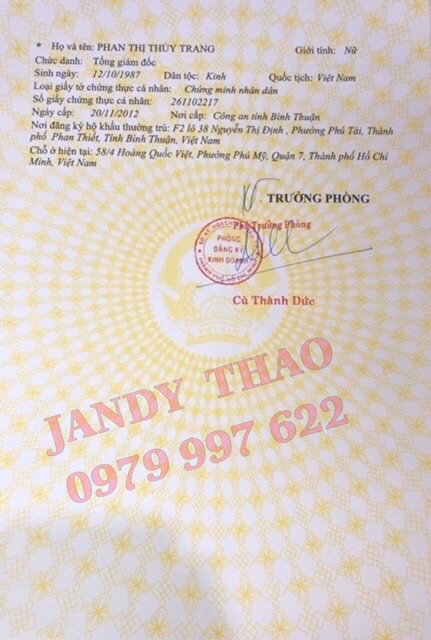 * Họ và tên: PHAN THỊ THÙY TRANG Giới tính: Nữ
Chức danh: Tổng giám đốc
Sinh ngày: 12/10/1987 Dân tộc: Kinh Quốc tịch: Việt Nam
Loại giấy tờ chứng thực cá nhân: Chứng minh nhân dân
Số giấy chứng thực cá nhân: 261102217
Ngày cấp: 20/11/2012 Nơi cấp: Công an tỉnh Bình Thuận
Nơi đăng ký hộ khẩu thường trú: F2 lô 38 Nguyễn Thị Định , Phường Phú Tài, Thành
phố Phan Thiết, Tỉnh Bình Thuận, Việt Nam
Chỗ ở hiện tại: 58/4 Hoàng Quốc Việt, Phường Phú Mỹ, Quận 7, Thành phố Hồ Chí
Minh, Việt Nam
TRƯỞNG PHÒNG
Phó Trưởng Phòng
PHÒNG
ĐĂNG KÝ
KINH DOANH
Cù Thành Đức
JANDY THAO
0979 997 622